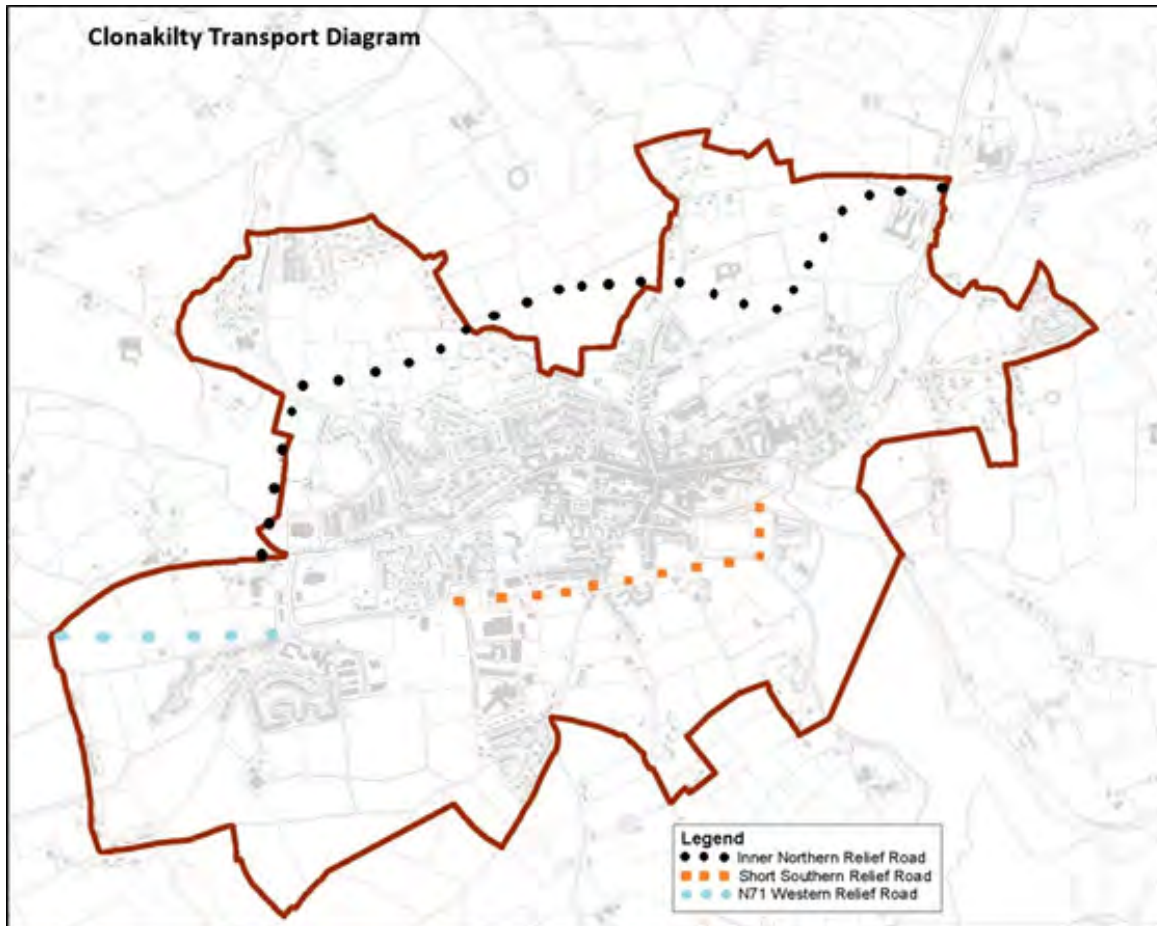 Clonakilty Transport Diagram
Legend
Inner Northern Relief Road
Short Southern Relief Road
N71 Western Relief Road